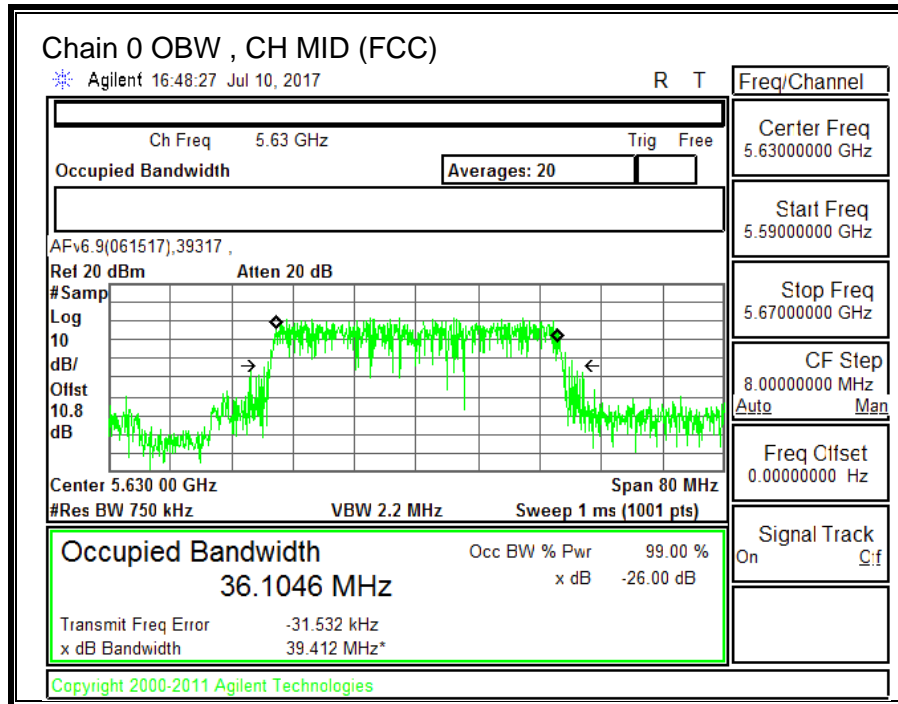 Chain 0 OBW , CH MID (FCC)
Agilent 16:48:27 Jul 10, 2017 R T
Ch Freq 5.63 GHz Trig Free
Occupied Bandwidth Averages: 20
AFv6.9(061517),39317 ,
Ref 20 dBm Atten 20 dB
#Samp
Log
10
dB/
Offst
10.8
dB
Center 5.630 00 GHz Span 80 MHz
#Res BW 750 kHz VBW 2.2 MHz Sweep 1 ms (1001 pts)
Occupied Bandwidth Occ BW % Pwr 99.00 %
36.1046 MHz x dB -26.00 dB
Transmit Freq Error -31.532 kHz
x dB Bandwidth 39.412 MHz*
Copyright 2000-2011 Agilent Technologies
Freq/Channel
Center Freq
5.63000000 GHz
Start Freq
5.59000000 GHz
Stop Freq
5.67000000 GHz
CF Step
8.00000000 MHz
Auto Man
Freq Offset
0.00000000 Hz
Signal Track
On Off